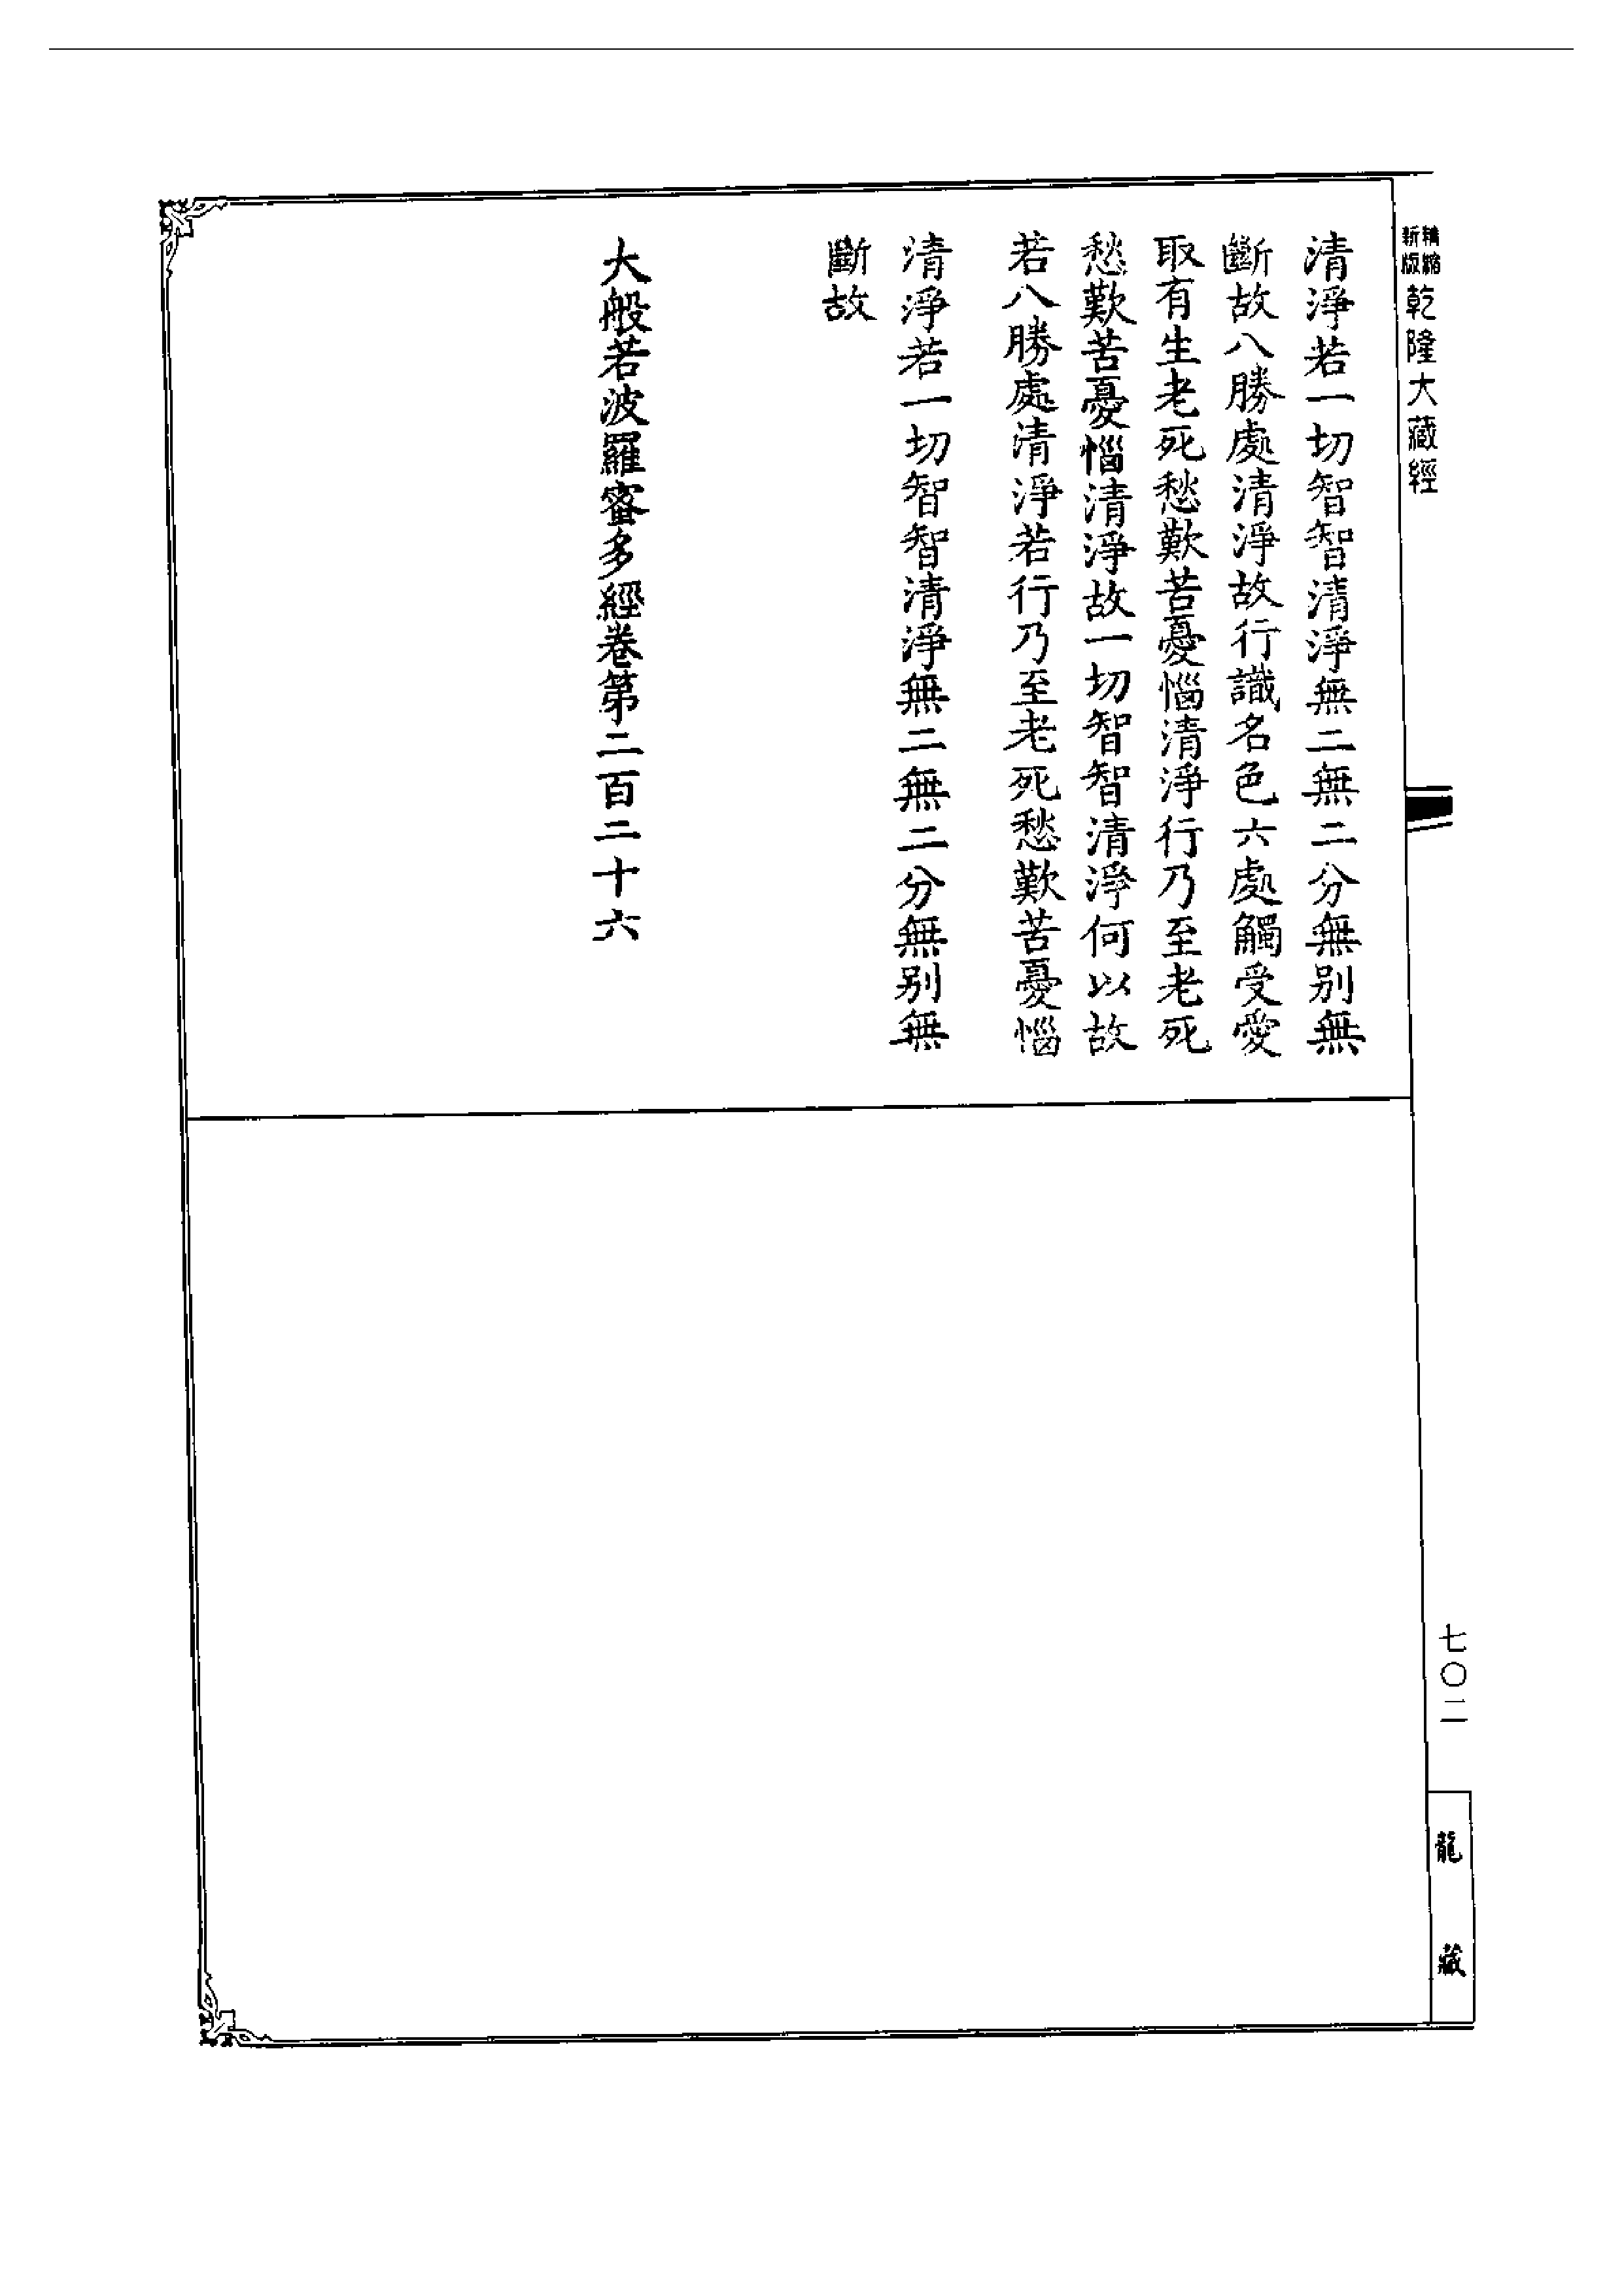 精縮
新版
乾隆大藏經
清淨若一切智智清淨無二無二分無别無
斷故八勝處清淨故行識名色六處觸受愛
取有生老死愁歎苦憂惱清淨行乃至老死
愁歎苦憂惱清淨故一切智智清淨何以故
若八勝處清淨若行乃至老死愁歎苦憂惱
清淨若一切智智清淨無二無二分無别無
斷故
大般若波羅蜜多經卷第二百二十六
七〇二
龍藏